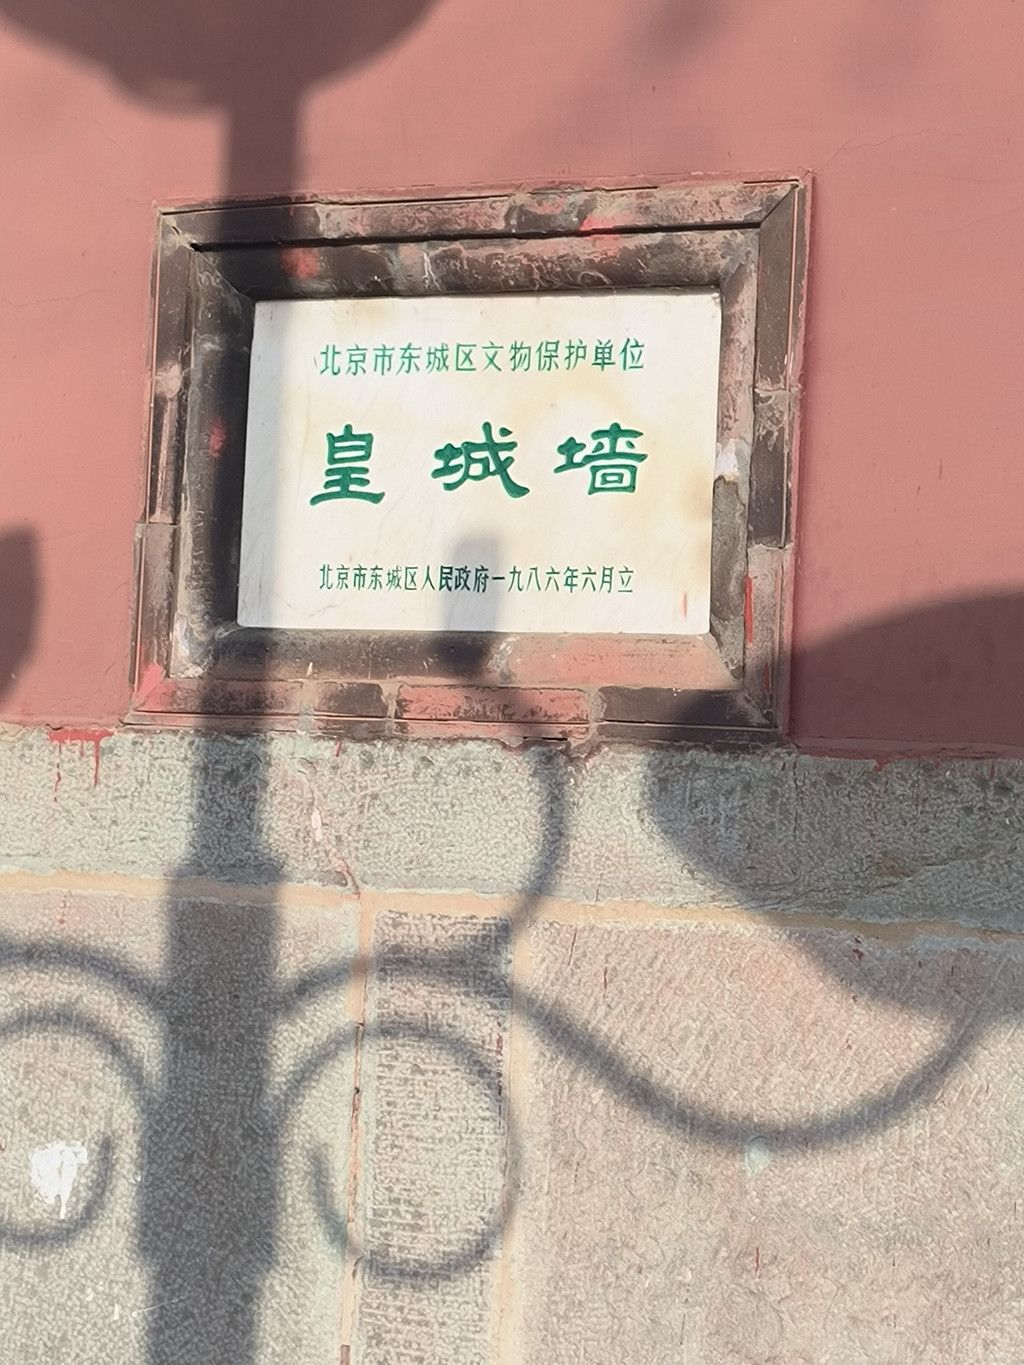 北京市东城区文物保护单位
皇城墙
北京市东城区人民政府一九八六年六月立